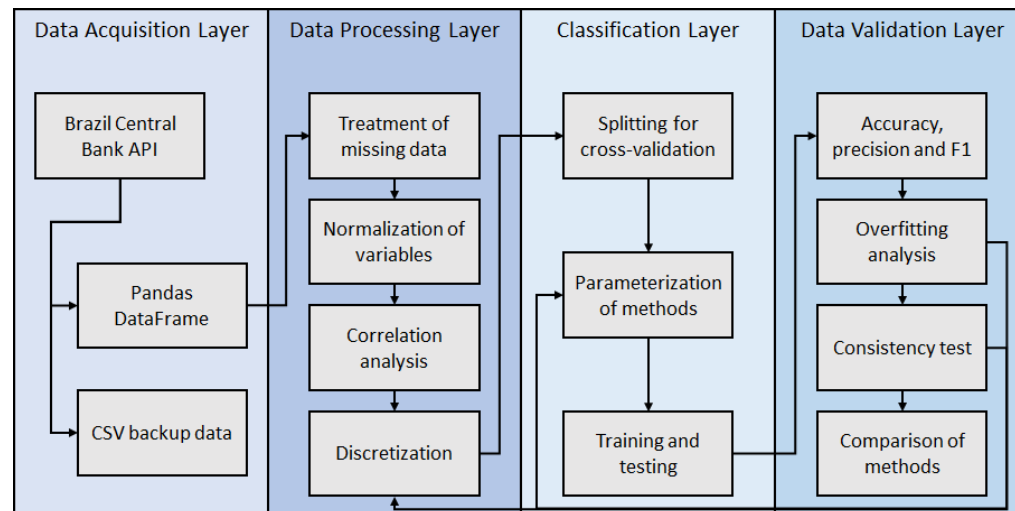 Data Acquisition Layer
Brazil Central
Bank API
Pandas
DataFrame
CSV backup data
Data Processing Layer
Treatment of
missing data
Normalization of
variables
Correlation
analysis
Discretization
Classification Layer
Splitting for
cross-validation
Parameterization
of methods
Training and
testing
Data Validation Layer
Accuracy,
precision and F1
Overfitting
analysis
Consistency test
Comparison of
methods